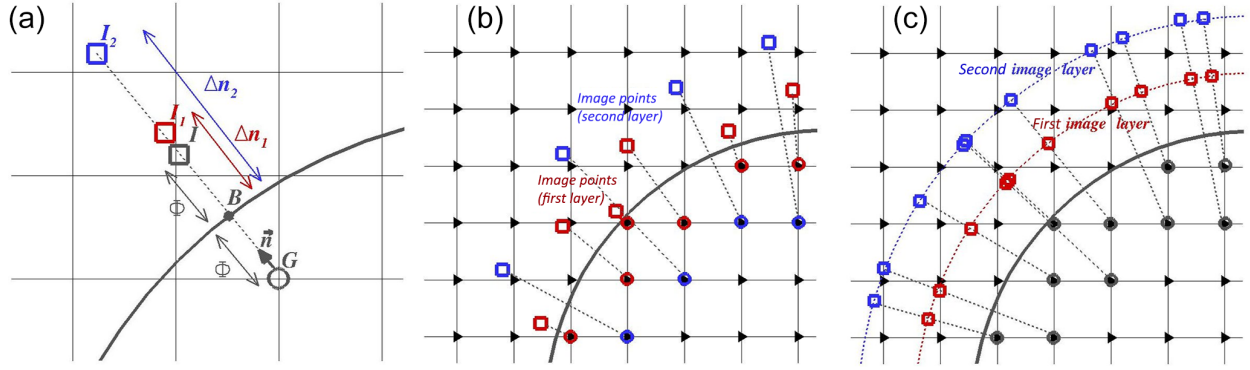 (a)
I₂
Δn₂
I₁
I
Δn₁
Φ
B
n⃗
G
Φ
(b)
Image points
(second layer)
Image points
(first layer)
(c)
Second image layer
First image layer